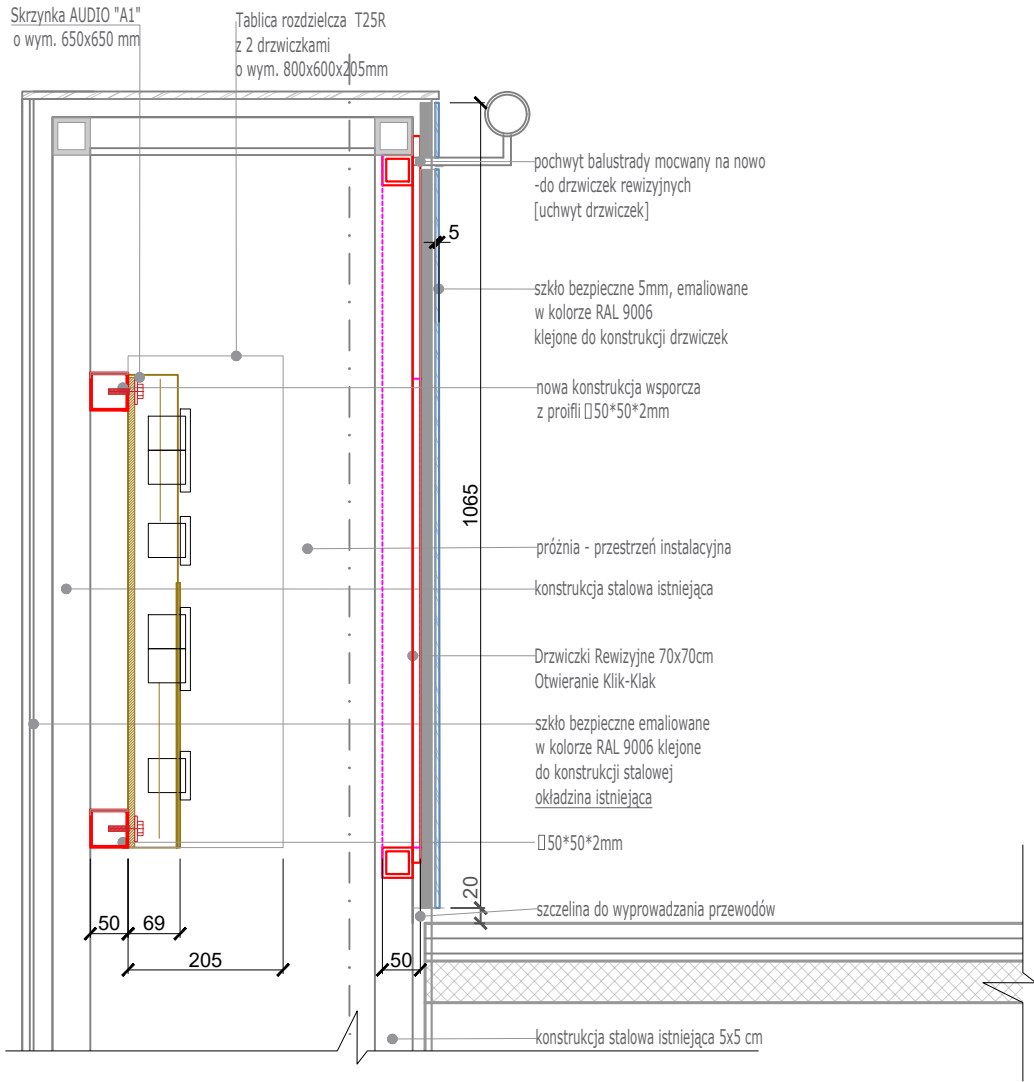 Skrzynka AUDIO "A1"
o wym. 650x650 mm
Tablica rozdzielcza T25R
z 2 drzwiczkami
o wym. 800x600x205mm
pochwyt balustrady mocwany na nowo
-do drzwiczek rewizyjnych
[uchwyt drzwiczek]
5
szkło bezpieczne 5mm, emaliowane
w kolorze RAL 9006
klejone do konstrukcji drzwiczek
nowa konstrukcja wsporcza
z proifli □50*50*2mm
1065
próżnia - przestrzeń instalacyjna
konstrukcja stalowa istniejąca
Drzwiczki Rewizyjne 70x70cm
Otwieranie Klik-Klak
szkło bezpieczne emaliowane
w kolorze RAL 9006 klejone
do konstrukcji stalowej
okładzina istniejąca
□50*50*2mm
20
szczelina do wyprowadzania przewodów
50
69
205
50
konstrukcja stalowa istniejąca 5x5 cm